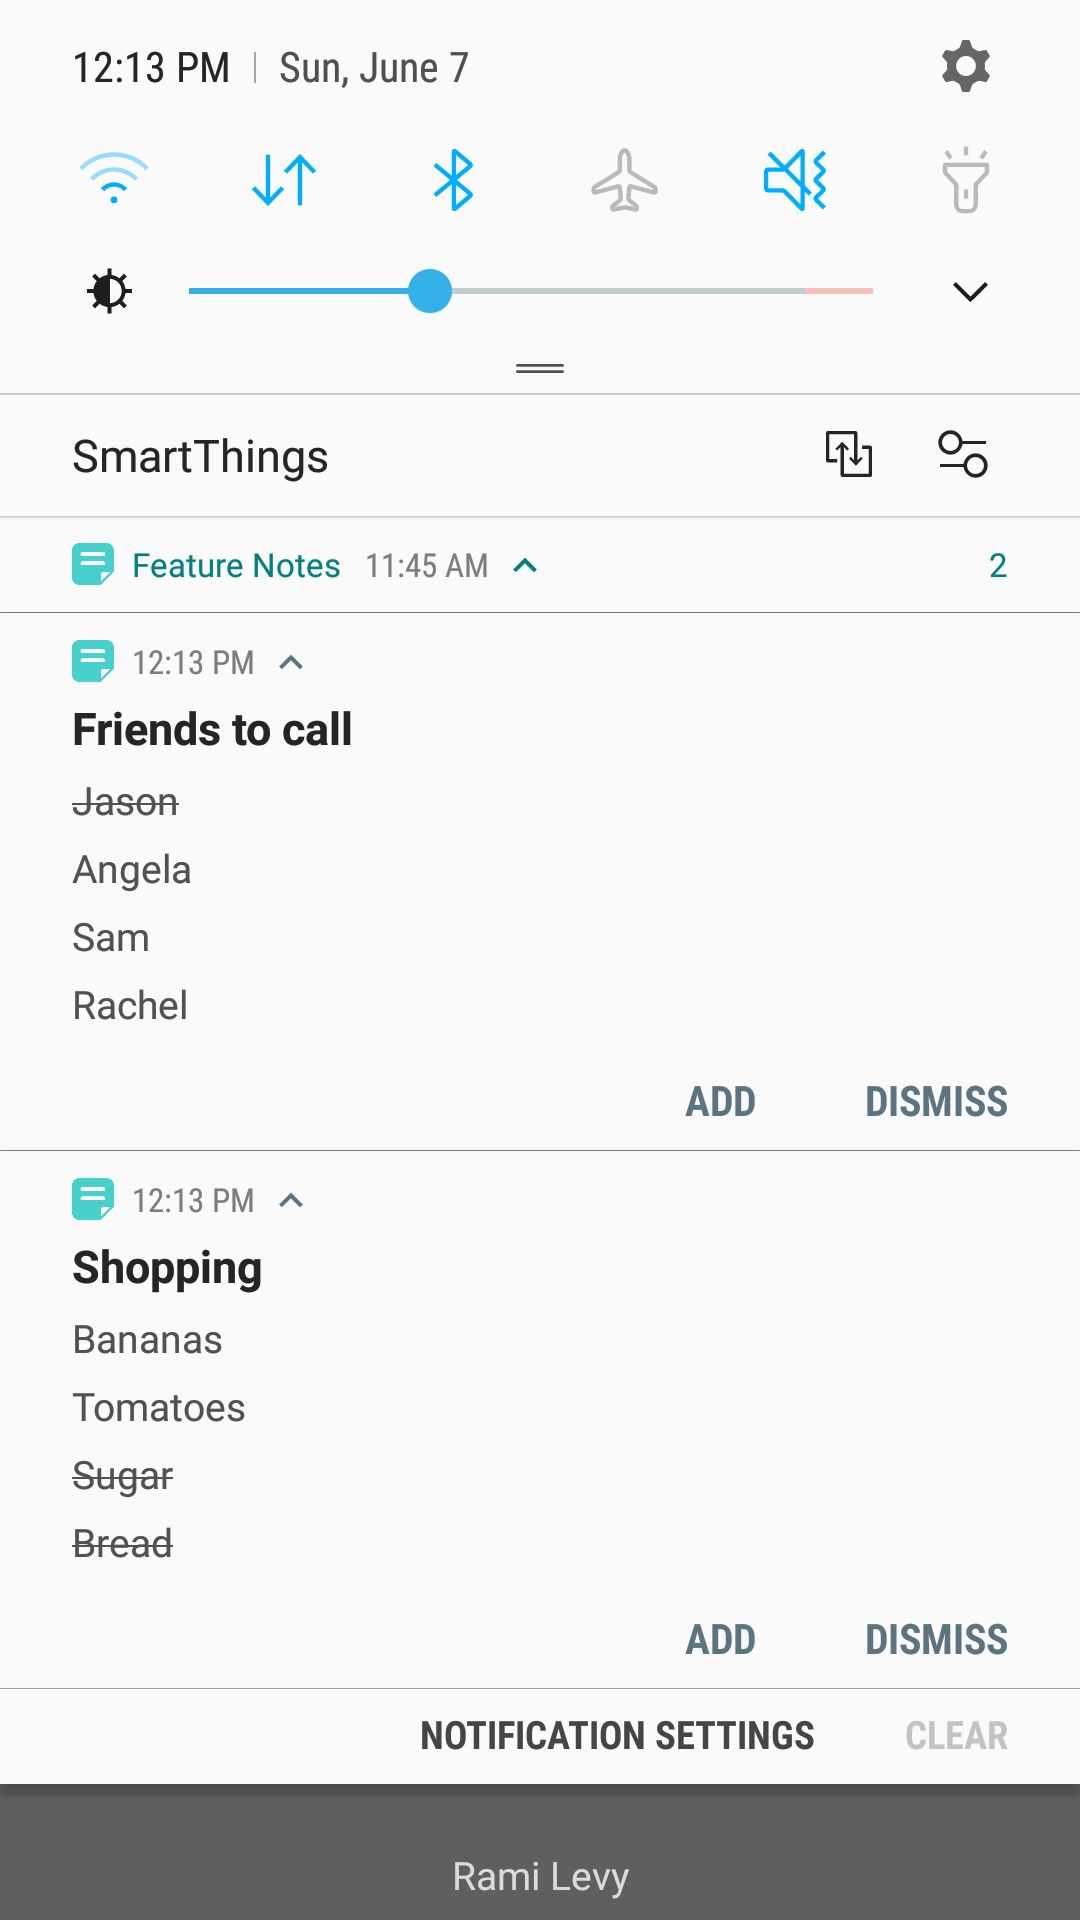 12:13 PM | Sun, June 7
SmartThings
Feature Notes 11:45 AM 2
12:13 PM
Friends to call
Jason
Angela
Sam
Rachel
ADD DISMISS
12:13 PM
Shopping
Bananas
Tomatoes
Sugar
Bread
ADD DISMISS
NOTIFICATION SETTINGS CLEAR
Rami Levy